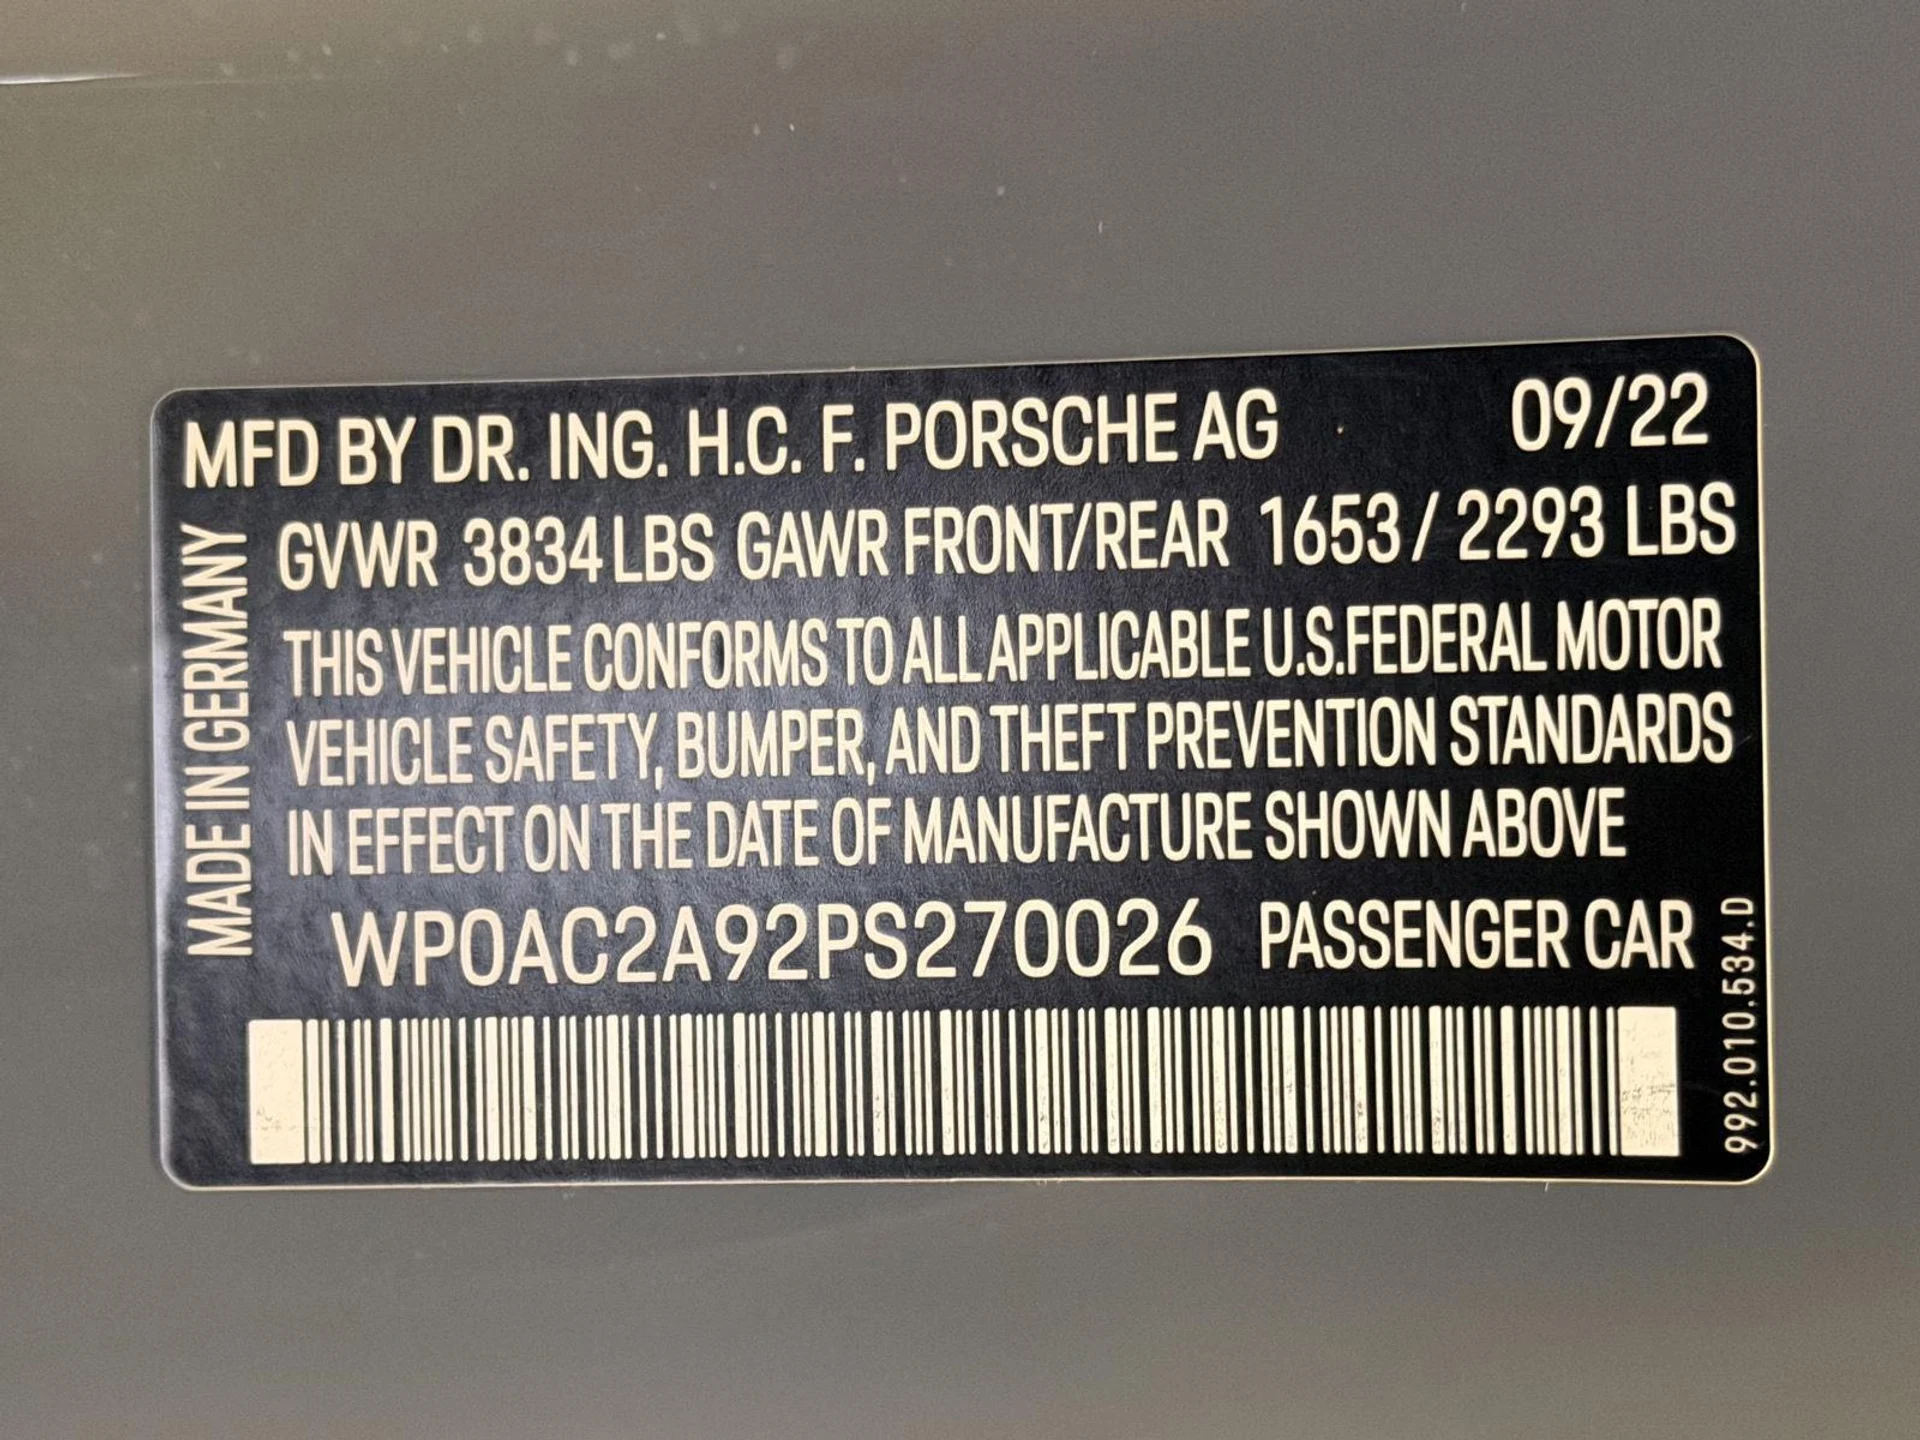 MFD BY DR. ING. H.C. F. PORSCHE AG 09/22
GVWR 3834 LBS GAWR FRONT/REAR 1653 / 2293 LBS
THIS VEHICLE CONFORMS TO ALL APPLICABLE U.S.FEDERAL MOTOR
VEHICLE SAFETY, BUMPER, AND THEFT PREVENTION STANDARDS
IN EFFECT ON THE DATE OF MANUFACTURE SHOWN ABOVE
WP0AC2A92PS270026 PASSENGER CAR
MADE IN GERMANY
992.010.534.D